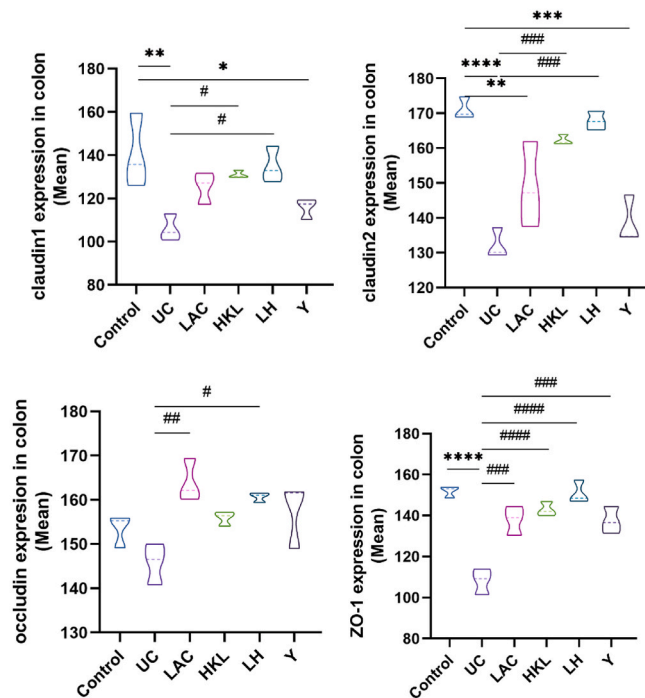 claudin1 expression in colon
(Mean)
**
*
#
#
180
160
140
120
100
80
Control
UC
LAC
HKL
LH
Y
claudin2 expression in colon
(Mean)
***
###
****
###
**
180
170
160
150
140
130
120
Control
UC
LAC
HKL
LH
Y
occludin expression in colon
(Mean)
#
##
180
170
160
150
140
130
Control
UC
LAC
HKL
LH
Y
ZO-1 expression in colon
(Mean)
###
####
####
****
###
180
160
140
120
100
80
Control
UC
LAC
HKL
LH
Y